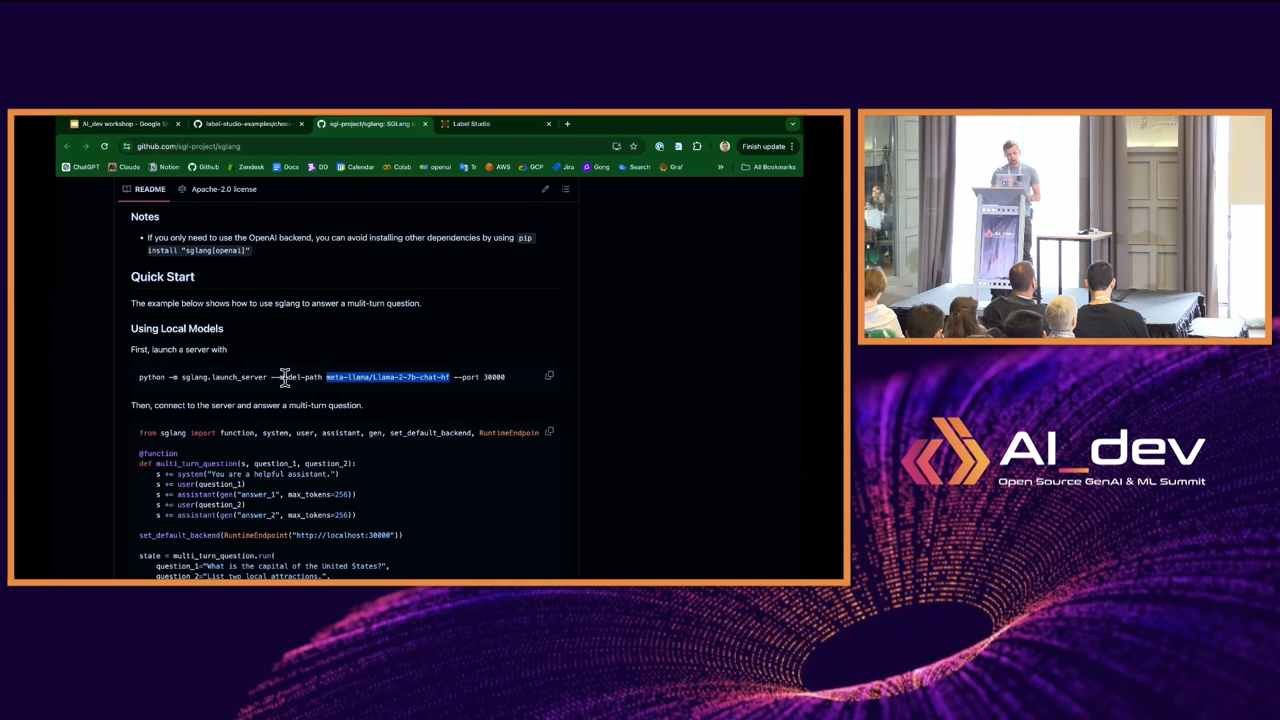 AI_dev workshop - Google S
label-studio-examples/choo
sgl-project/sglang: SGLang i
Label Studio
github.com/sgl-project/sglang
Finish update
ChatGPT
Claude
Notion
Github
Zendesk
Docs
DD
Calendar
Colab
openui
Tr
AWS
GCP
Jira
Gong
Search
Graf
All Bookmarks
README
Apache-2.0 license
Notes
If you only need to use the OpenAI backend, you can avoid installing other dependencies by using pip
install "sglang[openai]"
Quick Start
The example below shows how to use sglang to answer a mulit-turn question.
Using Local Models
First, launch a server with
python -m sglang.launch_server --model-path meta-llama/Llama-2-7b-chat-hf --port 30000
Then, connect to the server and answer a multi-turn question.
from sglang import function, system, user, assistant, gen, set_default_backend, RuntimeEndpoin
@function
def multi_turn_question(s, question_1, question_2):
s += system("You are a helpful assistant.")
s += user(question_1)
s += assistant(gen("answer_1", max_tokens=256))
s += user(question_2)
s += assistant(gen("answer_2", max_tokens=256))
set_default_backend(RuntimeEndpoint("http://localhost:30000"))
state = multi_turn_question.run(
question_1="What is the capital of the United States?",
question_2="List two local attractions.",
AI_dev
AI_dev
Open Source GenAI & ML Summit